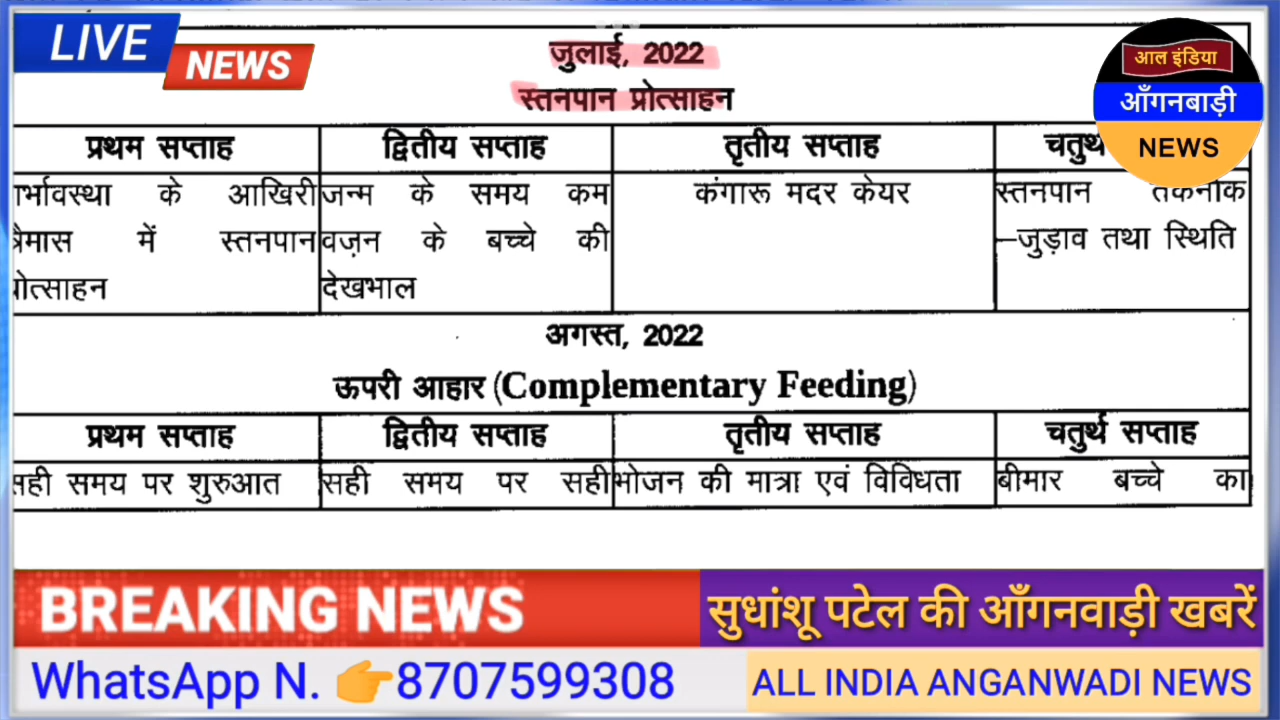 LIVE
NEWS
आल इंडिया
आँगनबाड़ी
NEWS
जुलाई, 2022
स्तनपान प्रोत्साहन
प्रथम सप्ताह द्वितीय सप्ताह तृतीय सप्ताह चतुर्थ
के आखिरी जन्म के समय कम कंगारू मदर केयर स्तनपान तकनीक
में स्तनपान वज़न के बच्चे की –जुड़ाव तथा स्थिति
देखभाल
अगस्त, 2022
ऊपरी आहार (Complementary Feeding)
प्रथम सप्ताह द्वितीय सप्ताह तृतीय सप्ताह चतुर्थ सप्ताह
सही समय पर शुरुआत सही समय पर सही भोजन की मात्रा एवं विविधता बीमार बच्चे का
BREAKING NEWS
सुधांशू पटेल की आँगनवाड़ी खबरें
WhatsApp N. 👉8707599308
ALL INDIA ANGANWADI NEWS